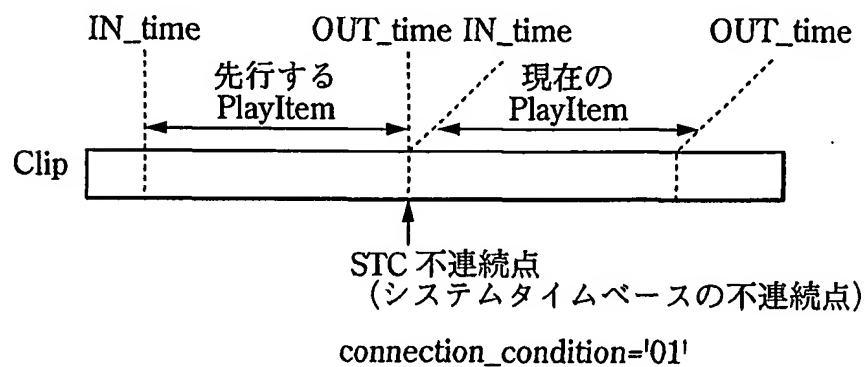 IN_time OUT_time IN_time OUT_time
先行する 現在の
PlayItem PlayItem
Clip
STC 不連続点
(システムタイムベースの不連続点)
connection_condition='01'